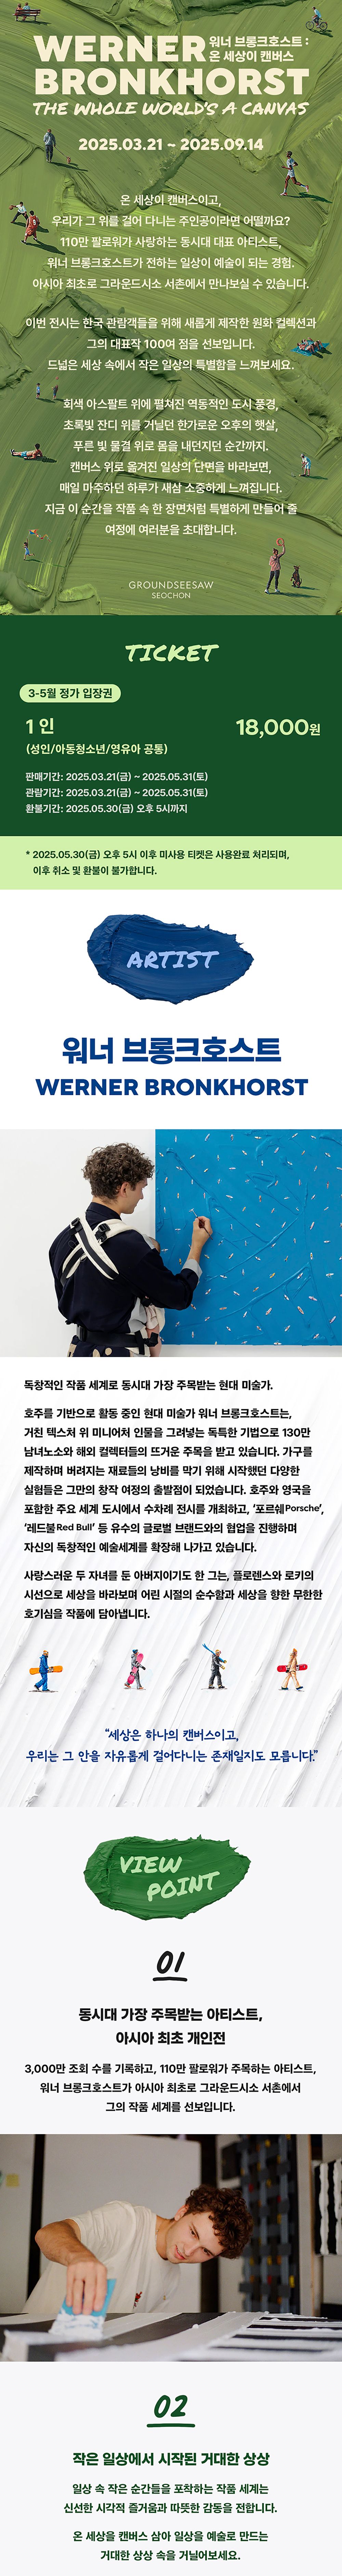 WERNER 워너 브롱크호스트 :
온 세상이 캔버스
BRONKHORST
THE WHOLE WORLD'S A CANVAS
2025.03.21 ~ 2025.09.14
온 세상이 캔버스이고,
우리가 그 위를 걸어 다니는 주인공이라면 어떨까요?
110만 팔로워가 사랑하는 동시대 대표 아티스트,
워너 브롱크호스트가 전하는 일상이 예술이 되는 경험.
아시아 최초로 그라운드시소 서촌에서 만나보실 수 있습니다.
이번 전시는 한국 관람객들을 위해 새롭게 제작한 원화 컬렉션과
그의 대표작 100여 점을 선보입니다.
드넓은 세상 속에서 작은 일상의 특별함을 느껴보세요.
회색 아스팔트 위에 펼쳐진 역동적인 도시 풍경,
초록빛 잔디 위를 거닐던 한가로운 오후의 햇살,
푸른 빛 물결 위로 몸을 내던지던 순간까지.
캔버스 위로 옮겨진 일상의 단면을 바라보면,
매일 마주하던 하루가 새삼 소중하게 느껴집니다.
지금 이 순간을 작품 속 한 장면처럼 특별하게 만들어 줄
여정에 여러분을 초대합니다.
GROUNDSEESAW
SEOCHON
TICKET
3-5월 정가 입장권
1 인 18,000원
(성인/아동청소년/영유아 공통)
판매기간: 2025.03.21(금) ~ 2025.05.31(토)
관람기간: 2025.03.21(금) ~ 2025.05.31(토)
환불기간: 2025.05.30(금) 오후 5시까지
* 2025.05.30(금) 오후 5시 이후 미사용 티켓은 사용완료 처리되며,
이후 취소 및 환불이 불가합니다.
ARTIST
워너 브롱크호스트
WERNER BRONKHORST
독창적인 작품 세계로 동시대 가장 주목받는 현대 미술가.
호주를 기반으로 활동 중인 현대 미술가 워너 브롱크호스트는,
거친 텍스처 위 미니어처 인물을 그려넣는 독특한 기법으로 130만
남녀노소와 해외 컬렉터들의 뜨거운 주목을 받고 있습니다. 가구를
제작하며 버려지는 재료들의 낭비를 막기 위해 시작했던 다양한
실험들은 그만의 창작 여정의 출발점이 되었습니다. 호주와 영국을
포함한 주요 세계 도시에서 수차례 전시를 개최하고, '포르쉐Porsche',
'레드불Red Bull' 등 유수의 글로벌 브랜드와의 협업을 진행하며
자신의 독창적인 예술세계를 확장해 나가고 있습니다.
사랑스러운 두 자녀를 둔 아버지이기도 한 그는, 플로렌스와 로키의
시선으로 세상을 바라보며 어린 시절의 순수함과 세상을 향한 무한한
호기심을 작품에 담아냅니다.
"세상은 하나의 캔버스이고,
우리는 그 안을 자유롭게 걸어다니는 존재일지도 모릅니다."
VIEW
POINT
01
동시대 가장 주목받는 아티스트,
아시아 최초 개인전
3,000만 조회 수를 기록하고, 110만 팔로워가 주목하는 아티스트,
워너 브롱크호스트가 아시아 최초로 그라운드시소 서촌에서
그의 작품 세계를 선보입니다.
02
작은 일상에서 시작된 거대한 상상
일상 속 작은 순간들을 포착하는 작품 세계는
신선한 시각적 즐거움과 따뜻한 감동을 전합니다.
온 세상을 캔버스 삼아 일상을 예술로 만드는
거대한 상상 속을 거닐어보세요.